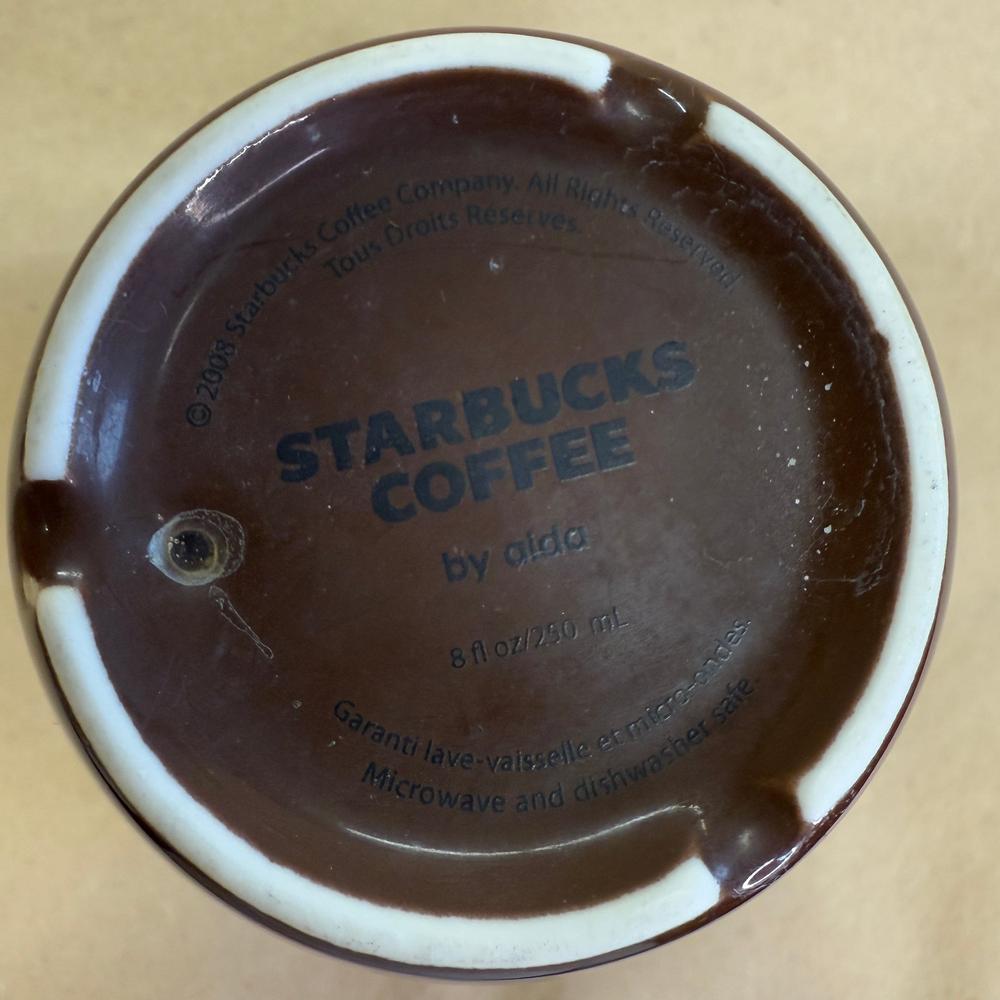 ©2008 Starbucks Coffee Company. All Rights Reserved.
Tous Droits Réservés.
STARBUCKS
COFFEE
by aida
8 fl oz/250 mL
Garanti lave-vaisselle et micro-ondes.
Microwave and dishwasher safe.